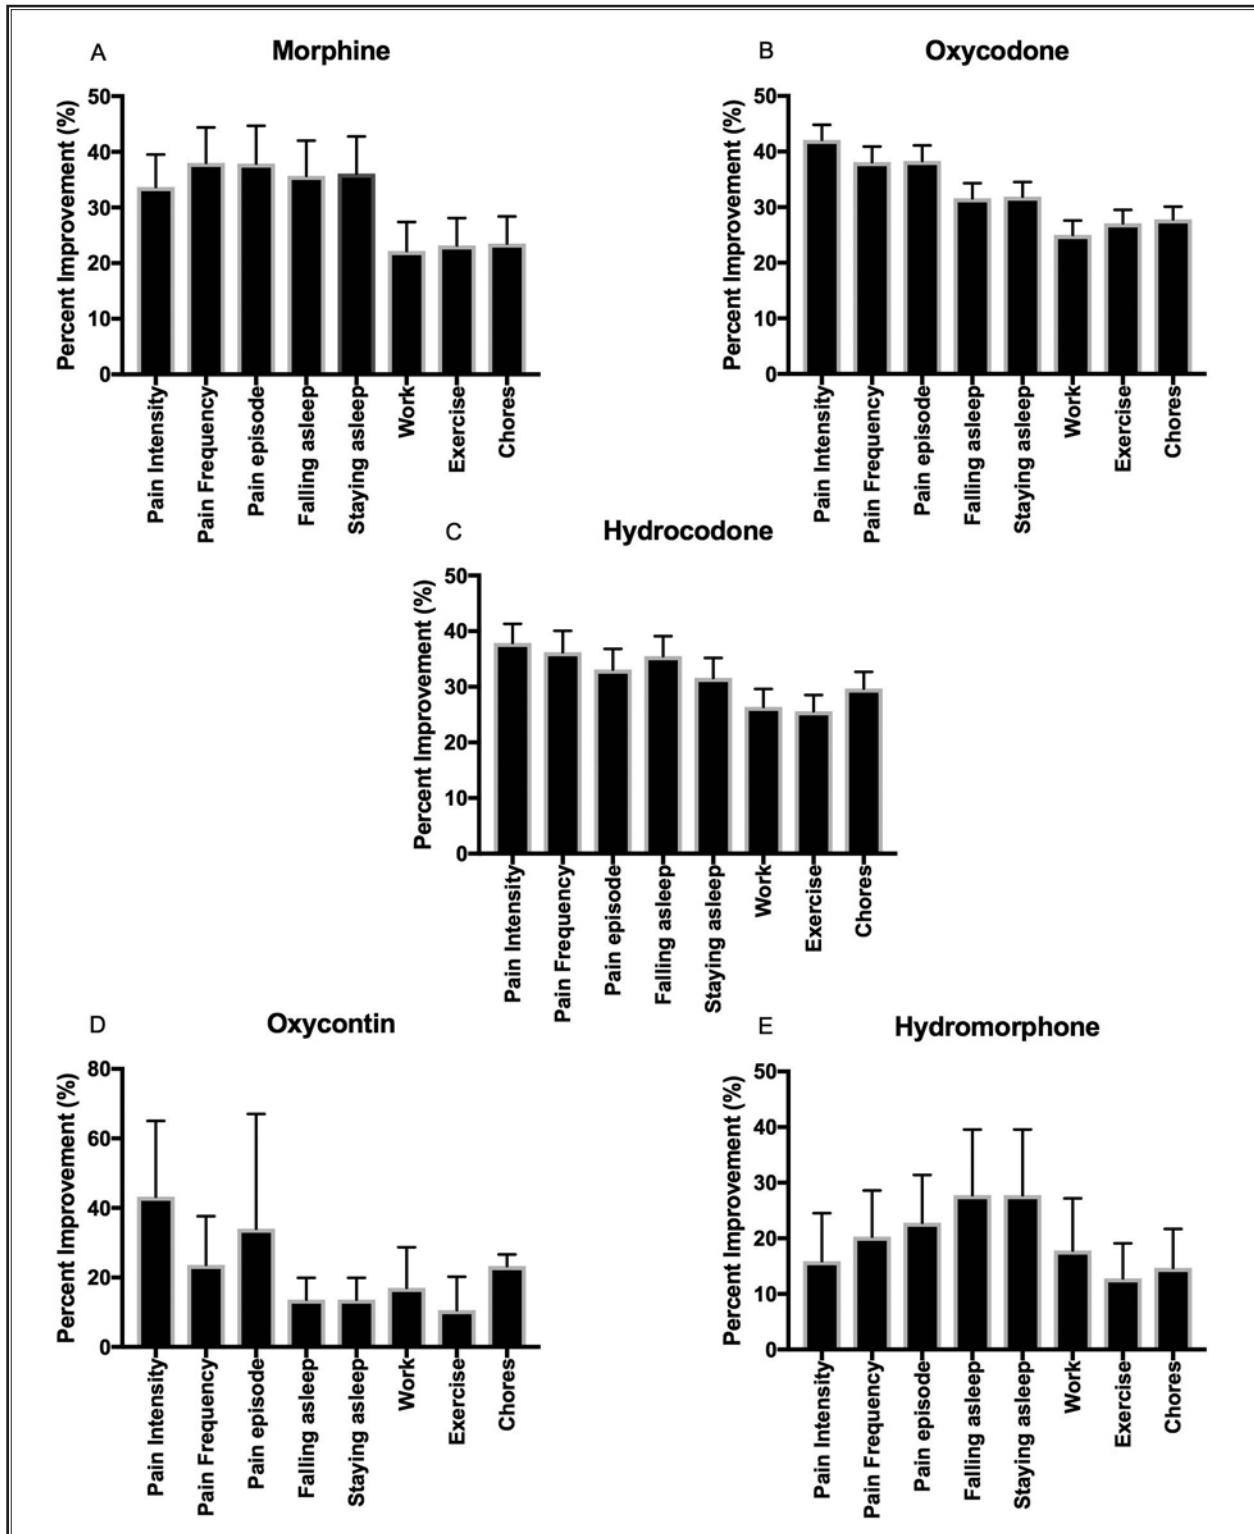 A
Morphine
Percent Improvement (%)
50
40
30
20
10
0
Pain Intensity
Pain Frequency
Pain episode
Falling asleep
Staying asleep
Work
Exercise
Chores
B
Oxycodone
Percent Improvement (%)
50
40
30
20
10
0
Pain Intensity
Pain Frequency
Pain episode
Falling asleep
Staying asleep
Work
Exercise
Chores
C
Hydrocodone
Percent Improvement (%)
50
40
30
20
10
0
Pain Intensity
Pain Frequency
Pain episode
Falling asleep
Staying asleep
Work
Exercise
Chores
D
Oxycontin
Percent Improvement (%)
80
60
40
20
0
Pain Intensity
Pain Frequency
Pain episode
Falling asleep
Staying asleep
Work
Exercise
Chores
E
Hydromorphone
Percent Improvement (%)
50
40
30
20
10
0
Pain Intensity
Pain Frequency
Pain episode
Falling asleep
Staying asleep
Work
Exercise
Chores